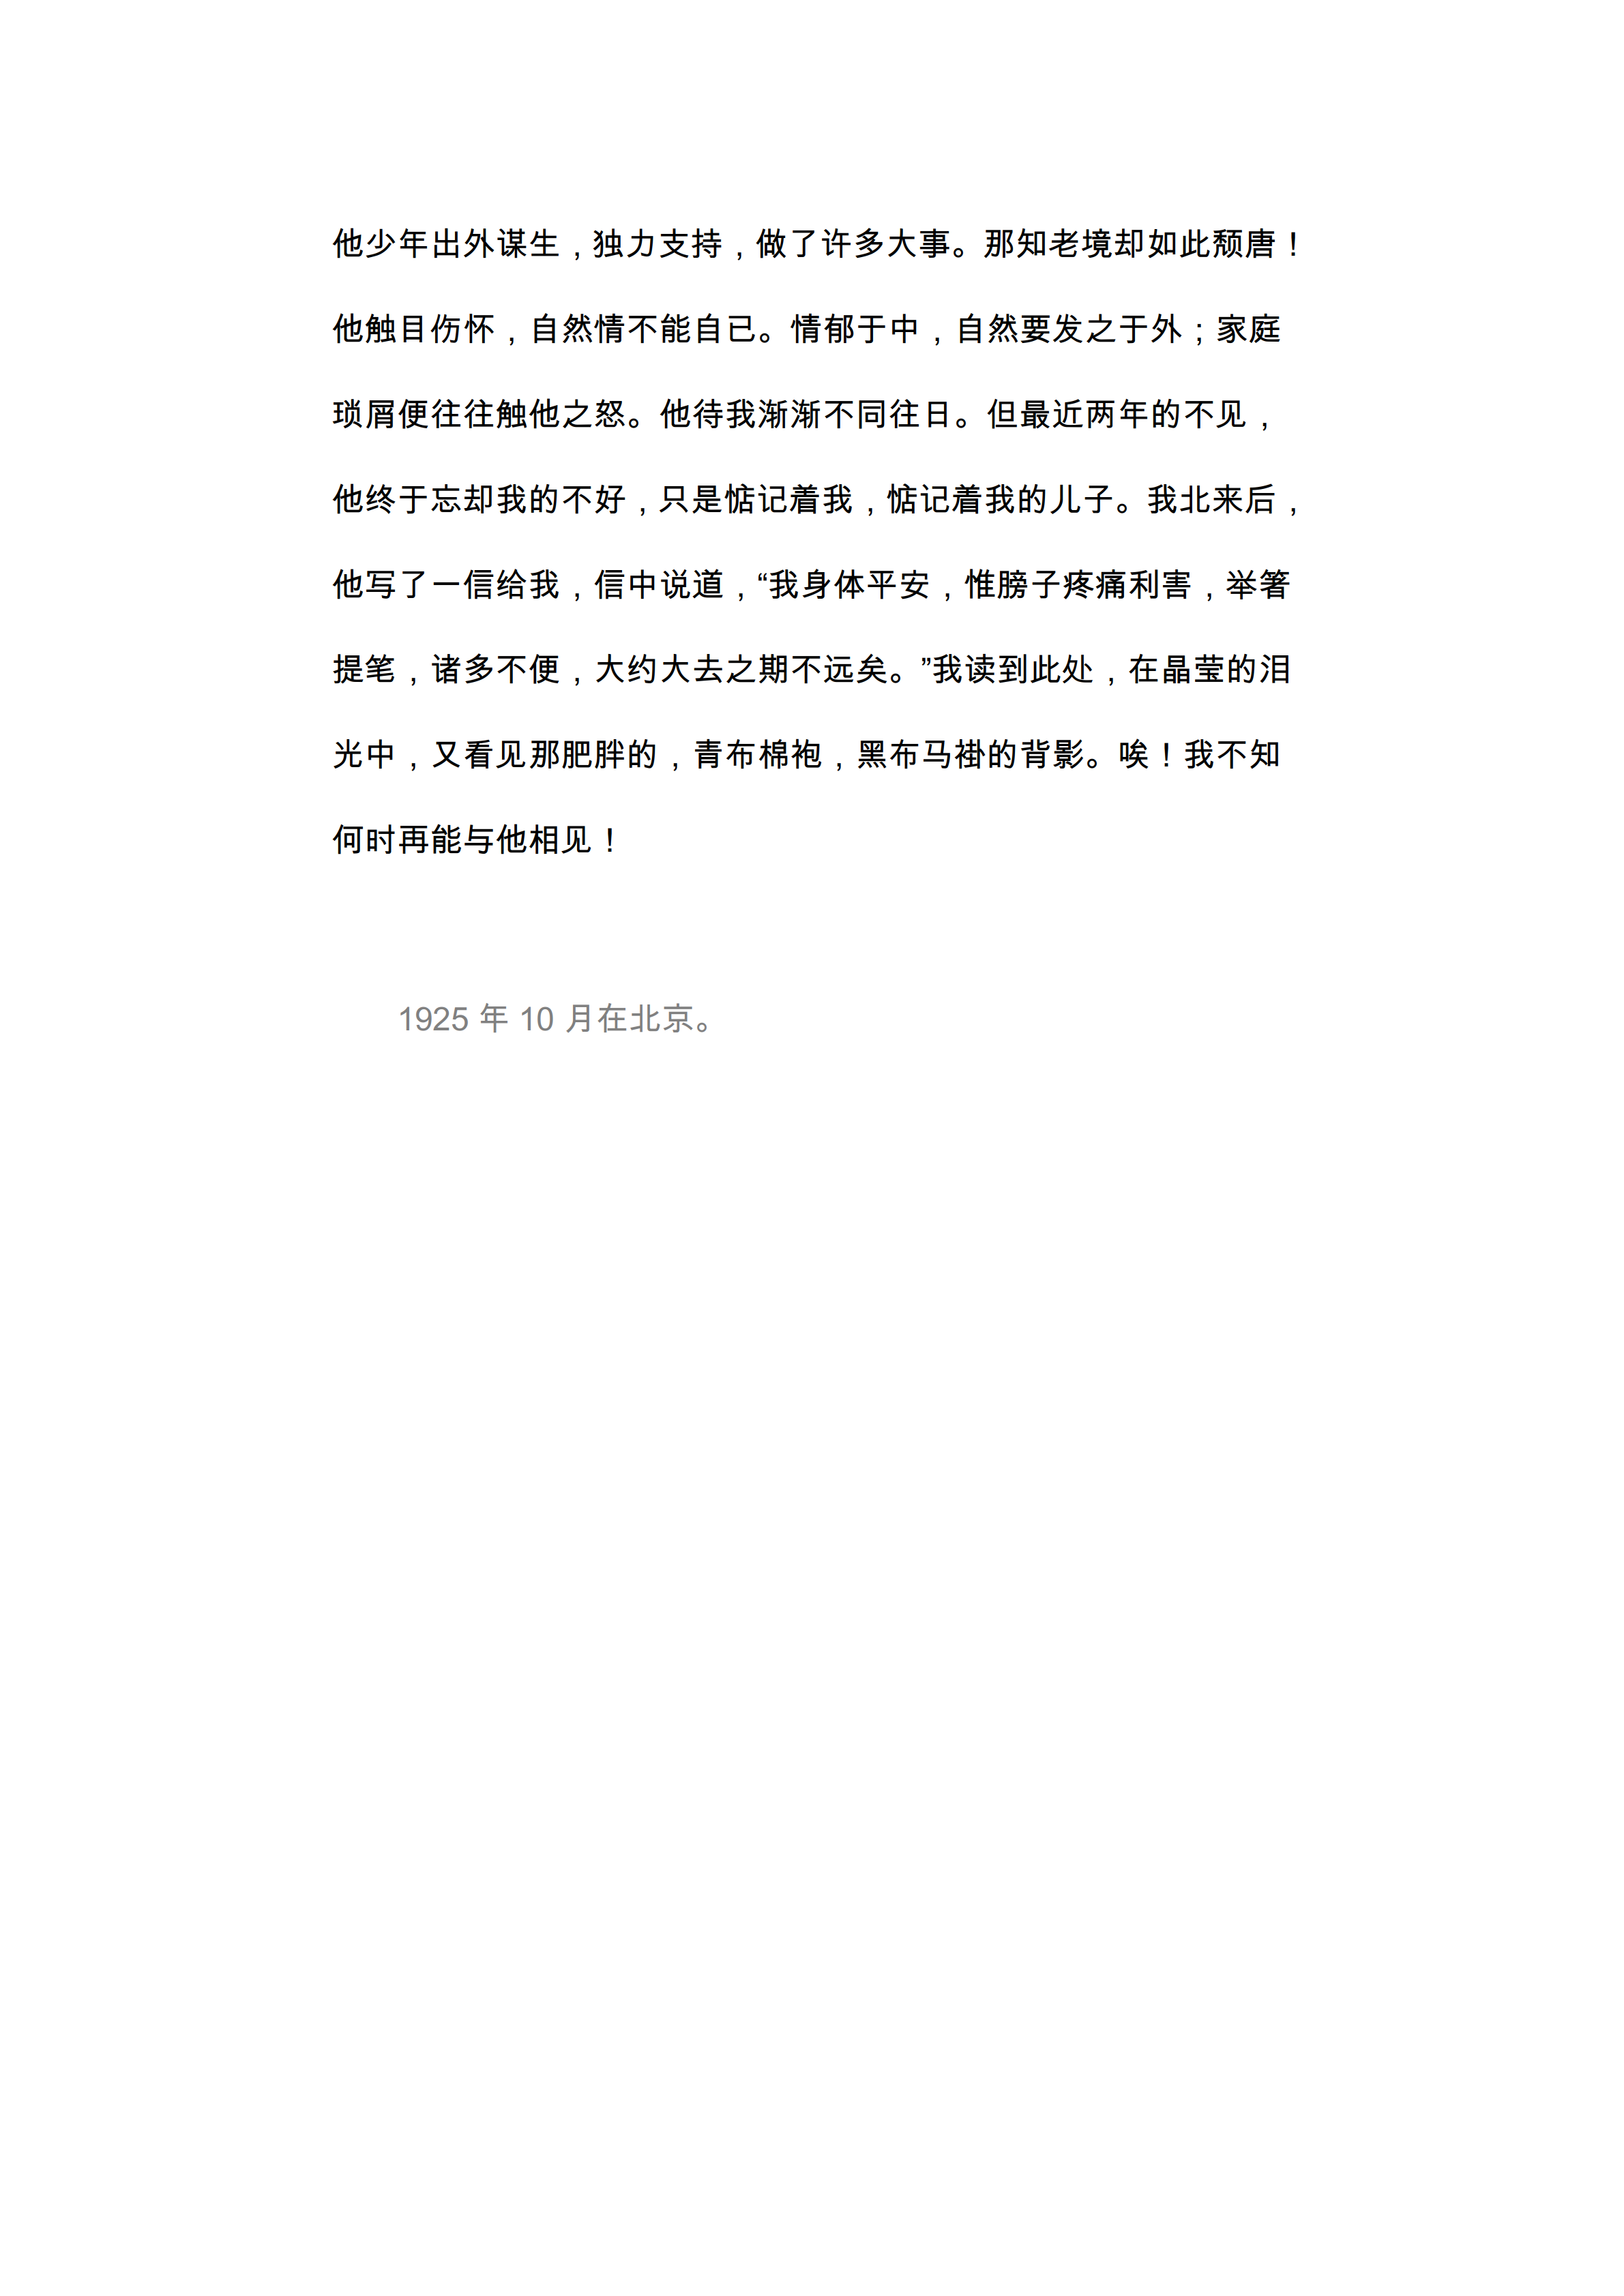 他少年出外谋生，独力支持，做了许多大事。那知老境却如此颓唐！
他触目伤怀，自然情不能自已。情郁于中，自然要发之于外；家庭
琐屑便往往触他之怒。他待我渐渐不同往日。但最近两年的不见，
他终于忘却我的不好，只是惦记着我，惦记着我的儿子。我北来后，
他写了一信给我，信中说道，“我身体平安，惟膀子疼痛利害，举箸
提笔，诸多不便，大约大去之期不远矣。”我读到此处，在晶莹的泪
光中，又看见那肥胖的，青布棉袍，黑布马褂的背影。唉！我不知
何时再能与他相见！
1925 年 10 月在北京。